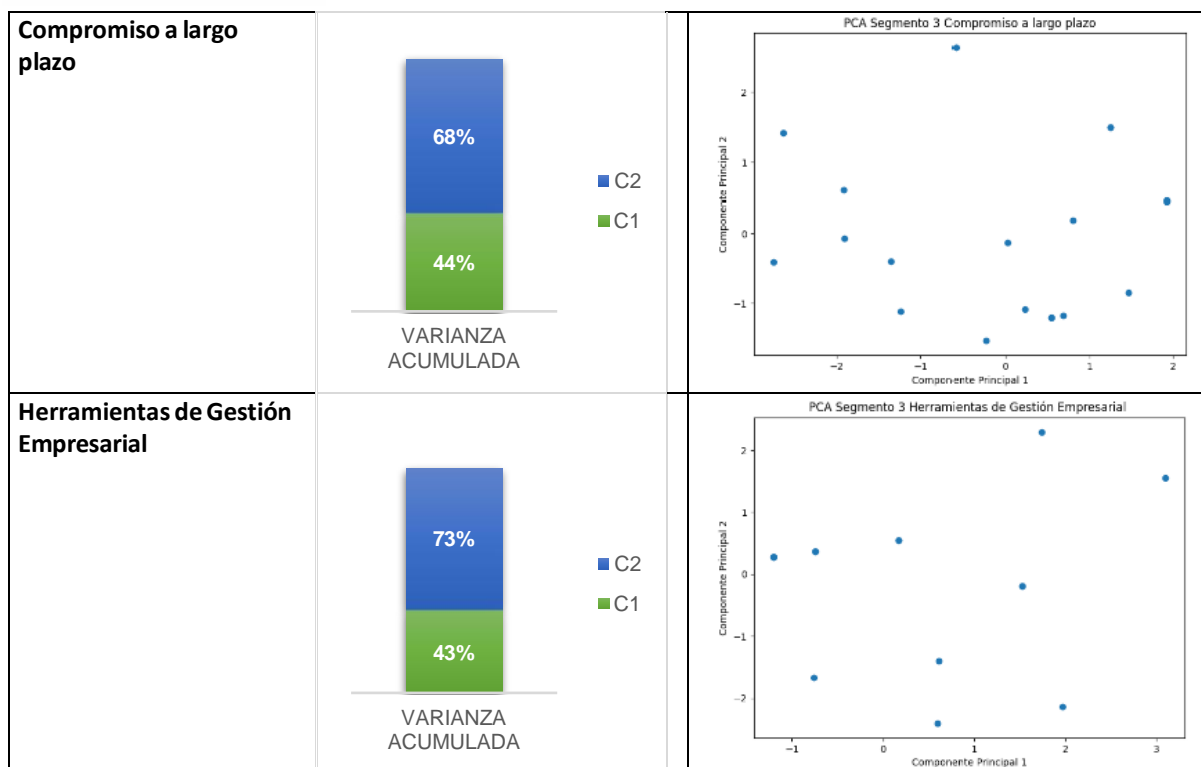 Compromiso a largo
plazo
68%
44%
C2
C1
VARIANZA
ACUMULADA
PCA Segmento 3 Compromiso a largo plazo
Componente Principal 2
2
1
0
−1
−2
−1
0
1
2
Componente Principal 1
Herramientas de Gestión
Empresarial
73%
43%
C2
C1
VARIANZA
ACUMULADA
PCA Segmento 3 Herramientas de Gestión Empresarial
Componente Principal 2
2
1
0
−1
−2
−1
0
1
2
3
Componente Principal 1